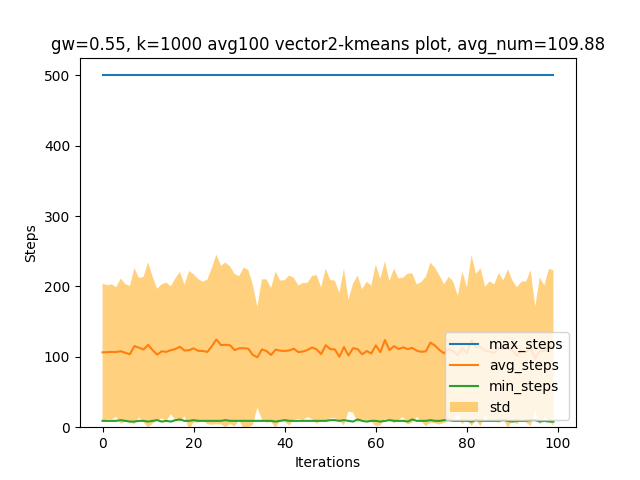 gw=0.55, k=1000 avg100 vector2-kmeans plot, avg_num=109.88
500
400
300
200
100
0
Steps
max_steps
avg_steps
min_steps
std
0 20 40 60 80 100
Iterations